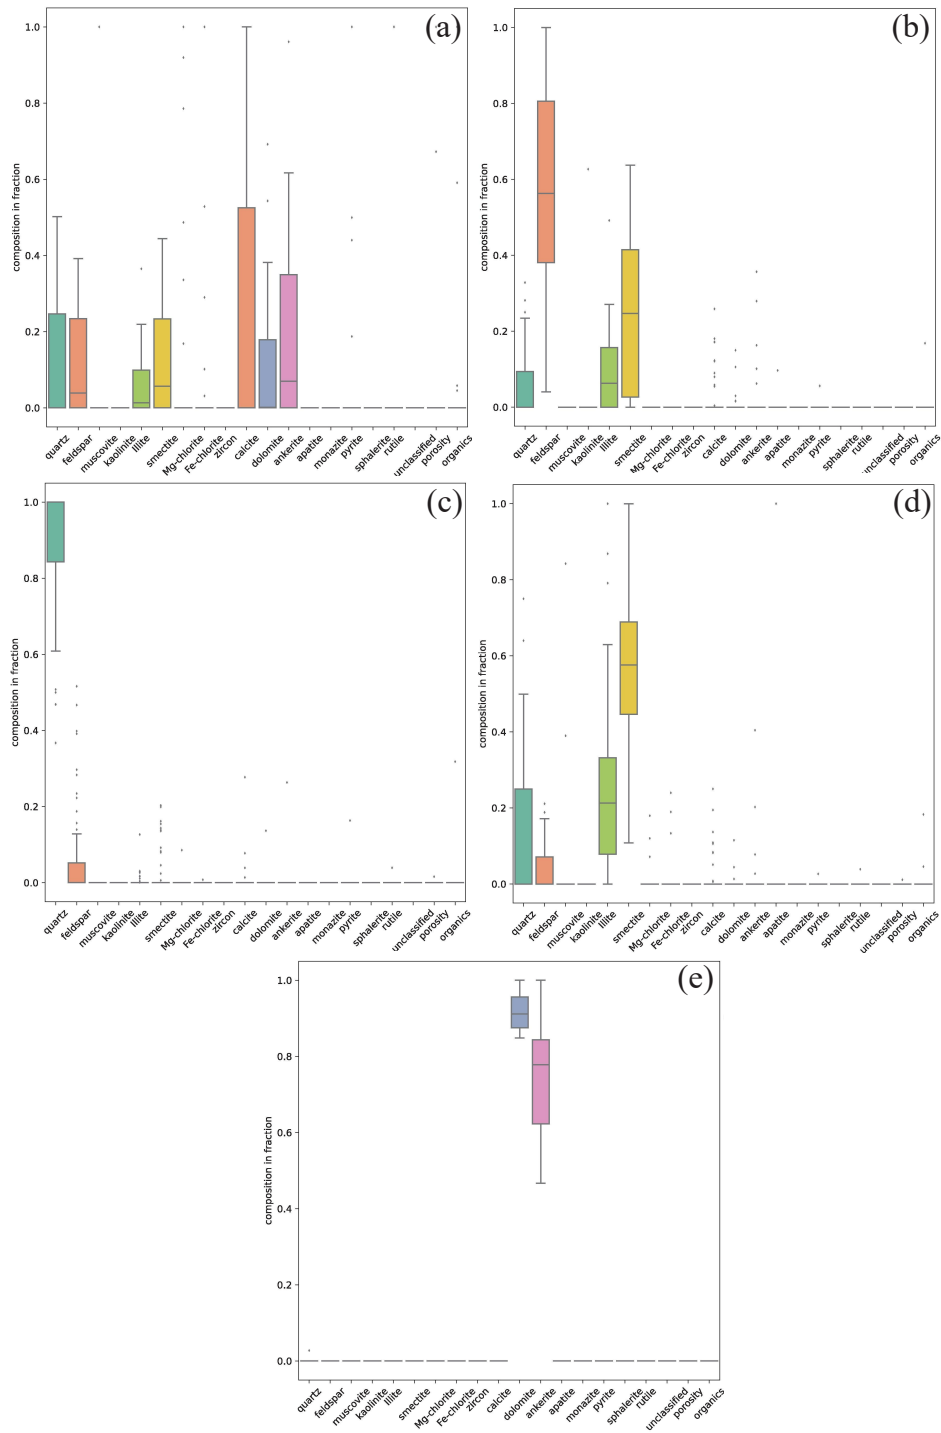 (a)
1.0
0.8
0.6
0.4
0.2
0.0
composition in fraction
quartz
feldspar
muscovite
kaolinite
Illite
smectite
Mg-chlorite
Fe-chlorite
zircon
calcite
dolomite
ankerite
apatite
monazite
pyrite
sphalerite
rutile
unclassified
porosity
organics
(b)
1.0
0.8
0.6
0.4
0.2
0.0
composition in fraction
quartz
feldspar
muscovite
kaolinite
Illite
smectite
Mg-chlorite
Fe-chlorite
zircon
calcite
dolomite
ankerite
apatite
monazite
pyrite
sphalerite
rutile
unclassified
porosity
organics
(c)
1.0
0.8
0.6
0.4
0.2
0.0
composition in fraction
quartz
feldspar
muscovite
kaolinite
Illite
smectite
Mg-chlorite
Fe-chlorite
zircon
calcite
dolomite
ankerite
apatite
monazite
pyrite
sphalerite
rutile
unclassified
porosity
organics
(d)
1.0
0.8
0.6
0.4
0.2
0.0
composition in fraction
quartz
feldspar
muscovite
kaolinite
Illite
smectite
Mg-chlorite
Fe-chlorite
zircon
calcite
dolomite
ankerite
apatite
monazite
pyrite
sphalerite
rutile
unclassified
porosity
organics
(e)
1.0
0.8
0.6
0.4
0.2
0.0
composition in fraction
quartz
feldspar
muscovite
kaolinite
Illite
smectite
Mg-chlorite
Fe-chlorite
zircon
calcite
dolomite
ankerite
apatite
monazite
pyrite
sphalerite
rutile
unclassified
porosity
organics